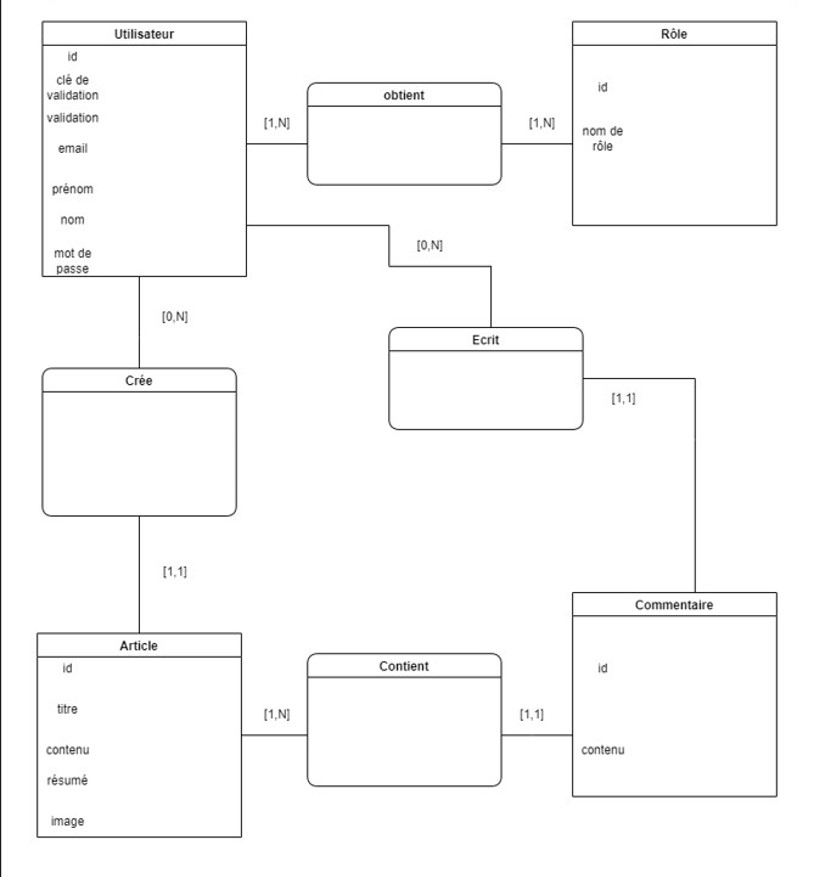 Utilisateur
id
clé de
validation
validation
email
prénom
nom
mot de
passe
[1,N]
obtient
[1,N]
Rôle
id
nom de
rôle
[0,N]
Ecrit
[1,1]
[0,N]
Crée
[1,1]
Article
id
titre
contenu
résumé
image
[1,N]
Contient
[1,1]
Commentaire
id
contenu